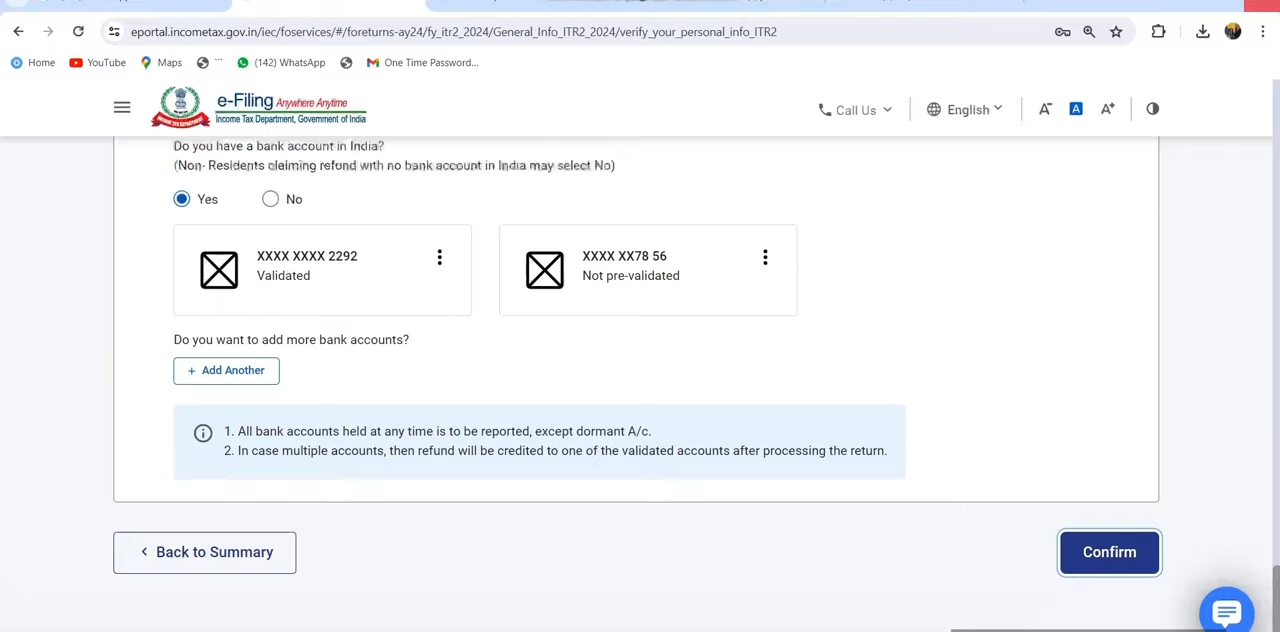 eportal.incometax.gov.in/iec/foservices/#/foreturns-ay24/fy_itr2_2024/General_Info_ITR2_2024/verify_your_personal_info_ITR2
Home YouTube Maps (142) WhatsApp One Time Password...
e-Filing Anywhere Anytime
Income Tax Department, Government of India
Call Us English A A A+
INCOME TAX DEPARTMENT
Do you have a bank account in India?
(Non- Residents claiming refund with no bank account in India may select No)
Yes No
XXXX XXXX 2292 XXXX XX78 56
Validated Not pre-validated
Do you want to add more bank accounts?
+ Add Another
1. All bank accounts held at any time is to be reported, except dormant A/c.
2. In case multiple accounts, then refund will be credited to one of the validated accounts after processing the return.
< Back to Summary Confirm